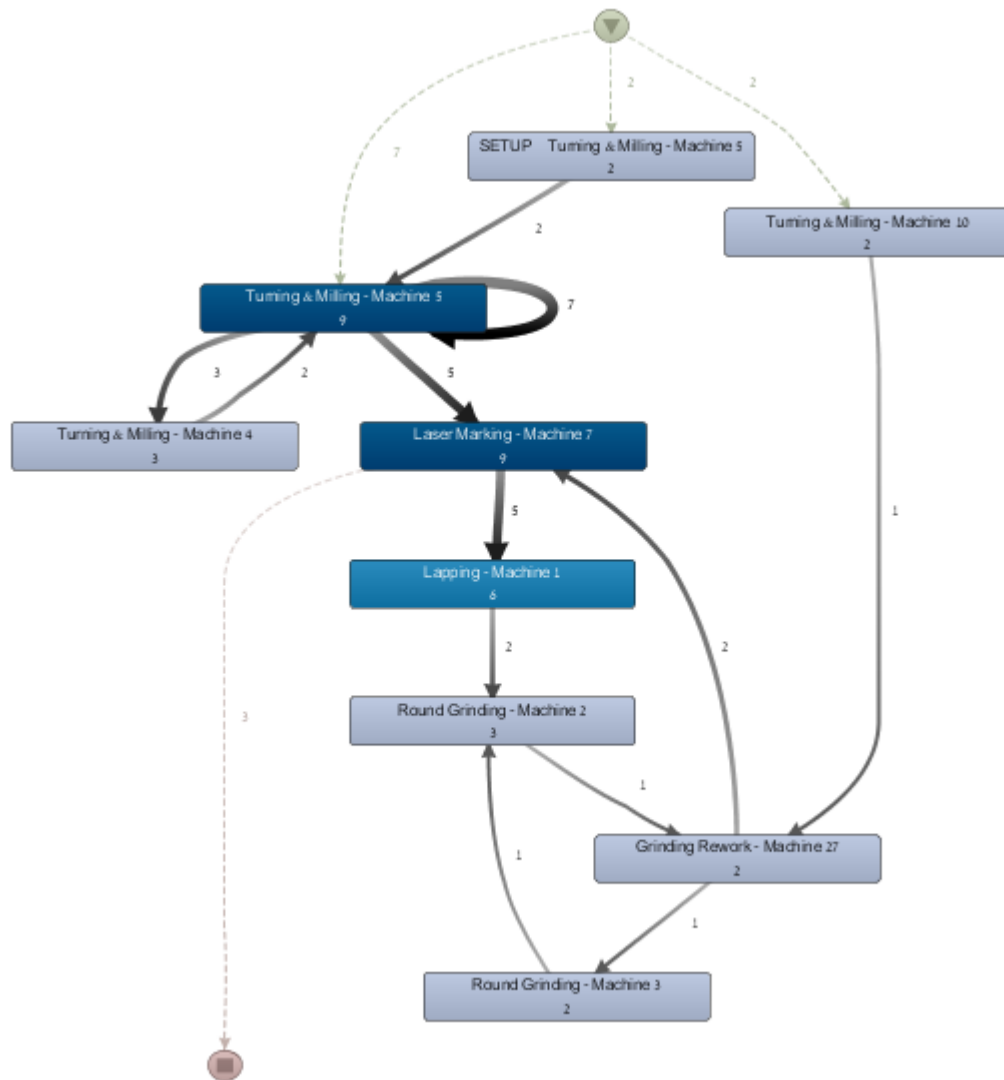 2
2
7
SETUP Turning & Milling - Machine 5
2
Turning & Milling - Machine 10
2
2
Turning & Milling - Machine 5
9
7
3
2
5
Turning & Milling - Machine 4
3
Laser Marking - Machine 7
9
5
1
Lapping - Machine 1
6
2
2
Round Grinding - Machine 2
3
3
1
Grinding Rework - Machine 27
2
1
1
Round Grinding - Machine 3
2